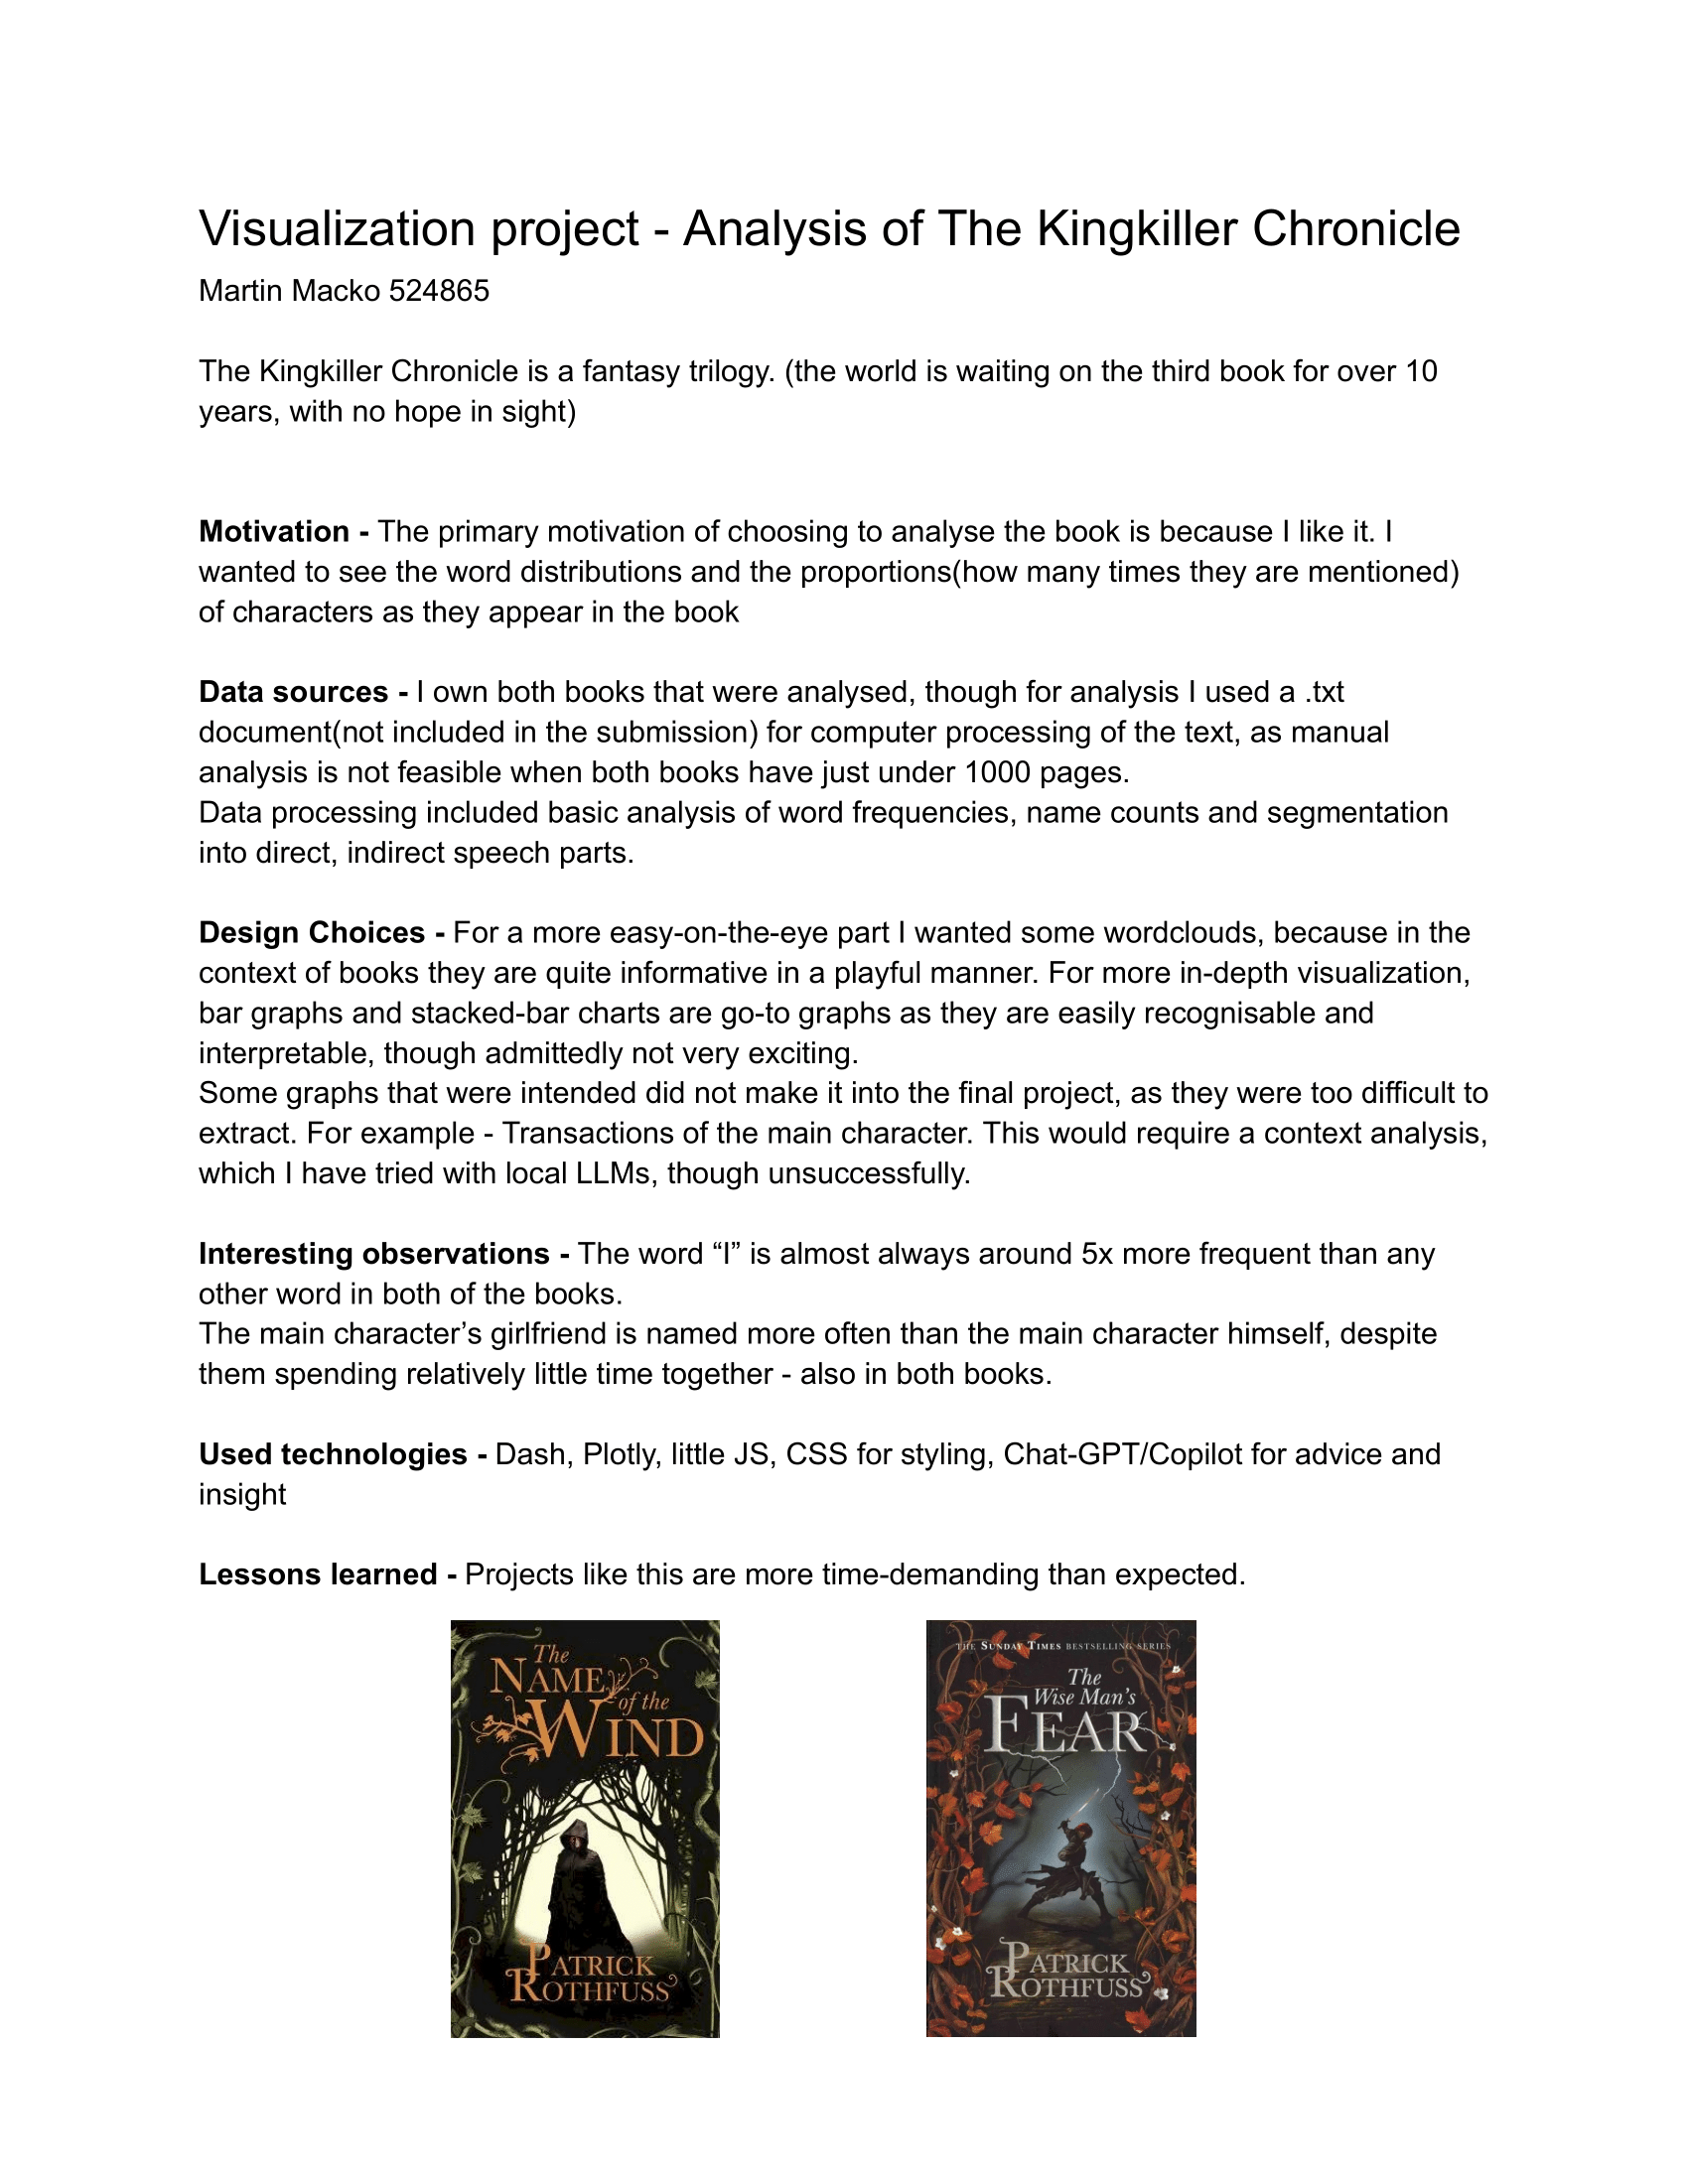 Visualization project - Analysis of The Kingkiller Chronicle
Martin Macko 524865
The Kingkiller Chronicle is a fantasy trilogy. (the world is waiting on the third book for over 10
years, with no hope in sight)
Motivation - The primary motivation of choosing to analyse the book is because I like it. I
wanted to see the word distributions and the proportions(how many times they are mentioned)
of characters as they appear in the book
Data sources - I own both books that were analysed, though for analysis I used a .txt
document(not included in the submission) for computer processing of the text, as manual
analysis is not feasible when both books have just under 1000 pages.
Data processing included basic analysis of word frequencies, name counts and segmentation
into direct, indirect speech parts.
Design Choices - For a more easy-on-the-eye part I wanted some wordclouds, because in the
context of books they are quite informative in a playful manner. For more in-depth visualization,
bar graphs and stacked-bar charts are go-to graphs as they are easily recognisable and
interpretable, though admittedly not very exciting.
Some graphs that were intended did not make it into the final project, as they were too difficult to
extract. For example - Transactions of the main character. This would require a context analysis,
which I have tried with local LLMs, though unsuccessfully.
Interesting observations - The word “I” is almost always around 5x more frequent than any
other word in both of the books.
The main character’s girlfriend is named more often than the main character himself, despite
them spending relatively little time together - also in both books.
Used technologies - Dash, Plotly, little JS, CSS for styling, Chat-GPT/Copilot for advice and
insight
Lessons learned - Projects like this are more time-demanding than expected.
The
NAME
of the
WIND
PATRICK
ROTHFUSS
THE SUNDAY TIMES BESTSELLING SERIES
The
Wise Man's
FEAR
PATRICK
ROTHFUSS